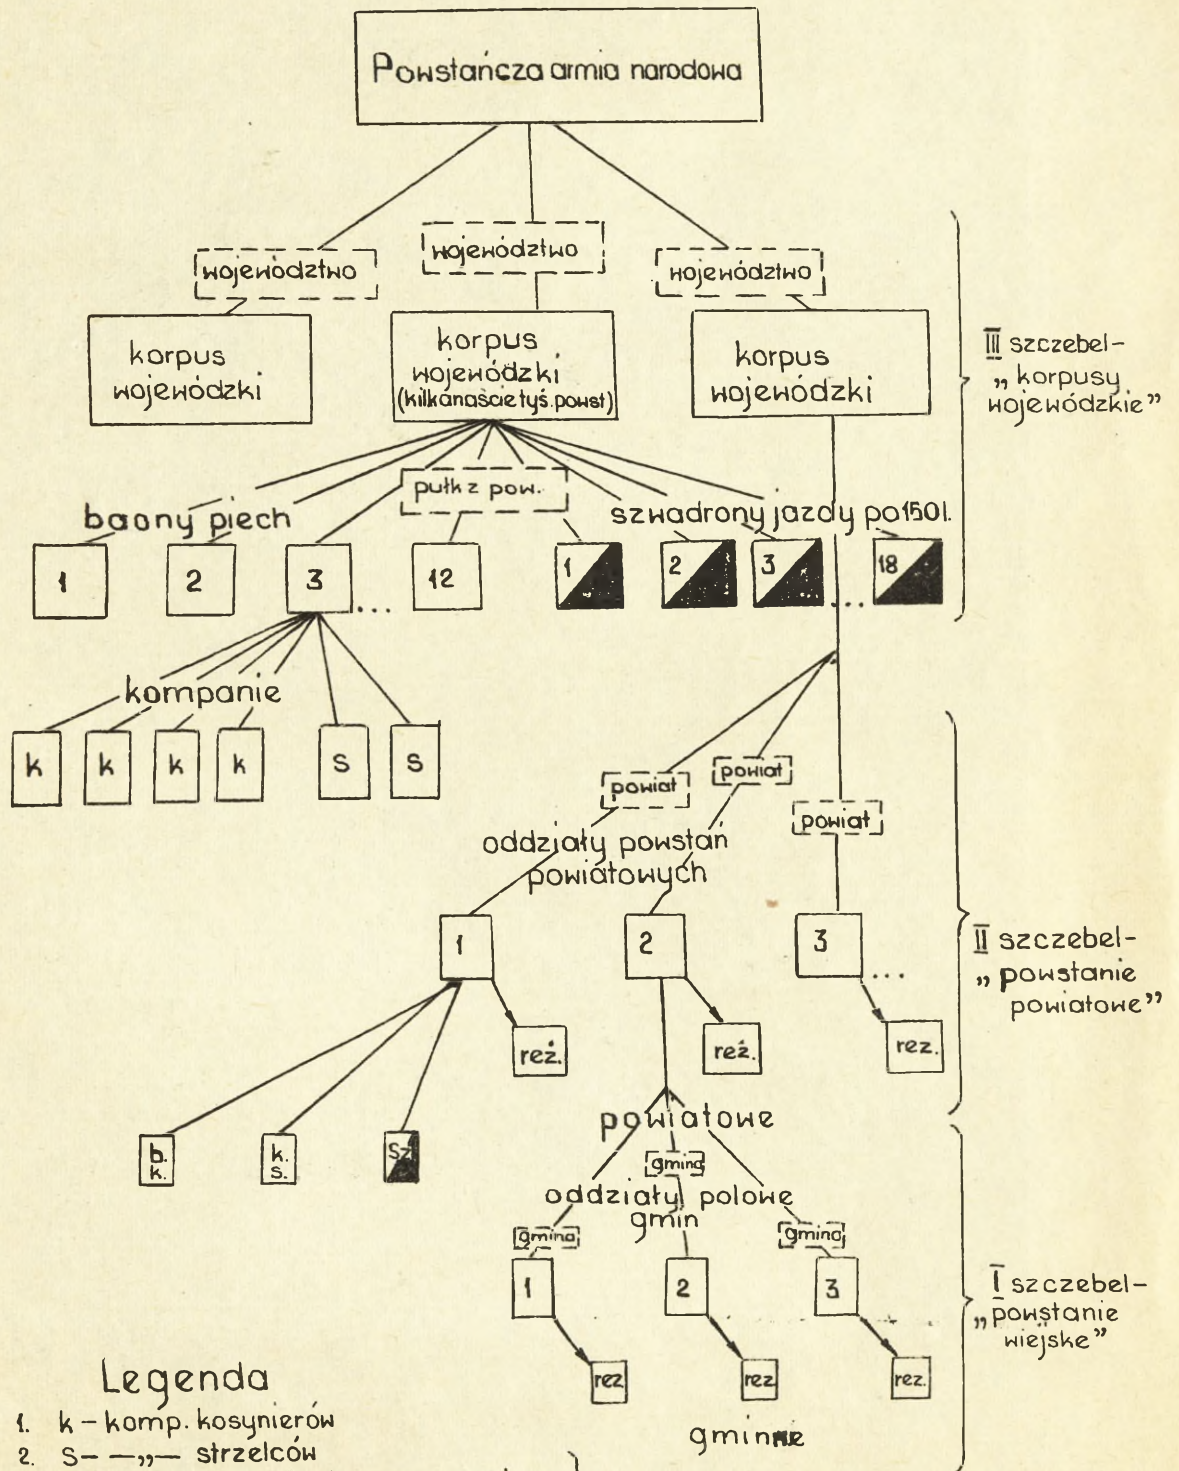 Powstańcza armia narodowa
województwo
województwo
województwo
korpus
wojewódzki
korpus
wojewódzki
(kilkanaście tyś. powst)
korpus
wojewódzki
III szczebel-
„korpusy
wojewódzkie”
baony piech
pułk z pow.
szwadrony jazdy po 150 l.
1
2
3
...
12
1
2
3
...
18
kompanie
k
k
k
k
s
s
powiat
powiat
powiat
oddziały powstań
powiatowych
1
2
3
...
reż.
reź.
rez.
II szczebel-
„powstanie
powiatowe”
b.
k.
k.
s.
Sz
powiatowe
gmina
oddziały polowe
gmin
gmina
gmina
1
2
3
rez
rez
rez.
gminne
I szczebel-
„powstanie
wiejske”
Legenda
1. k - komp. kosynierów
2. S - -„- strzelców